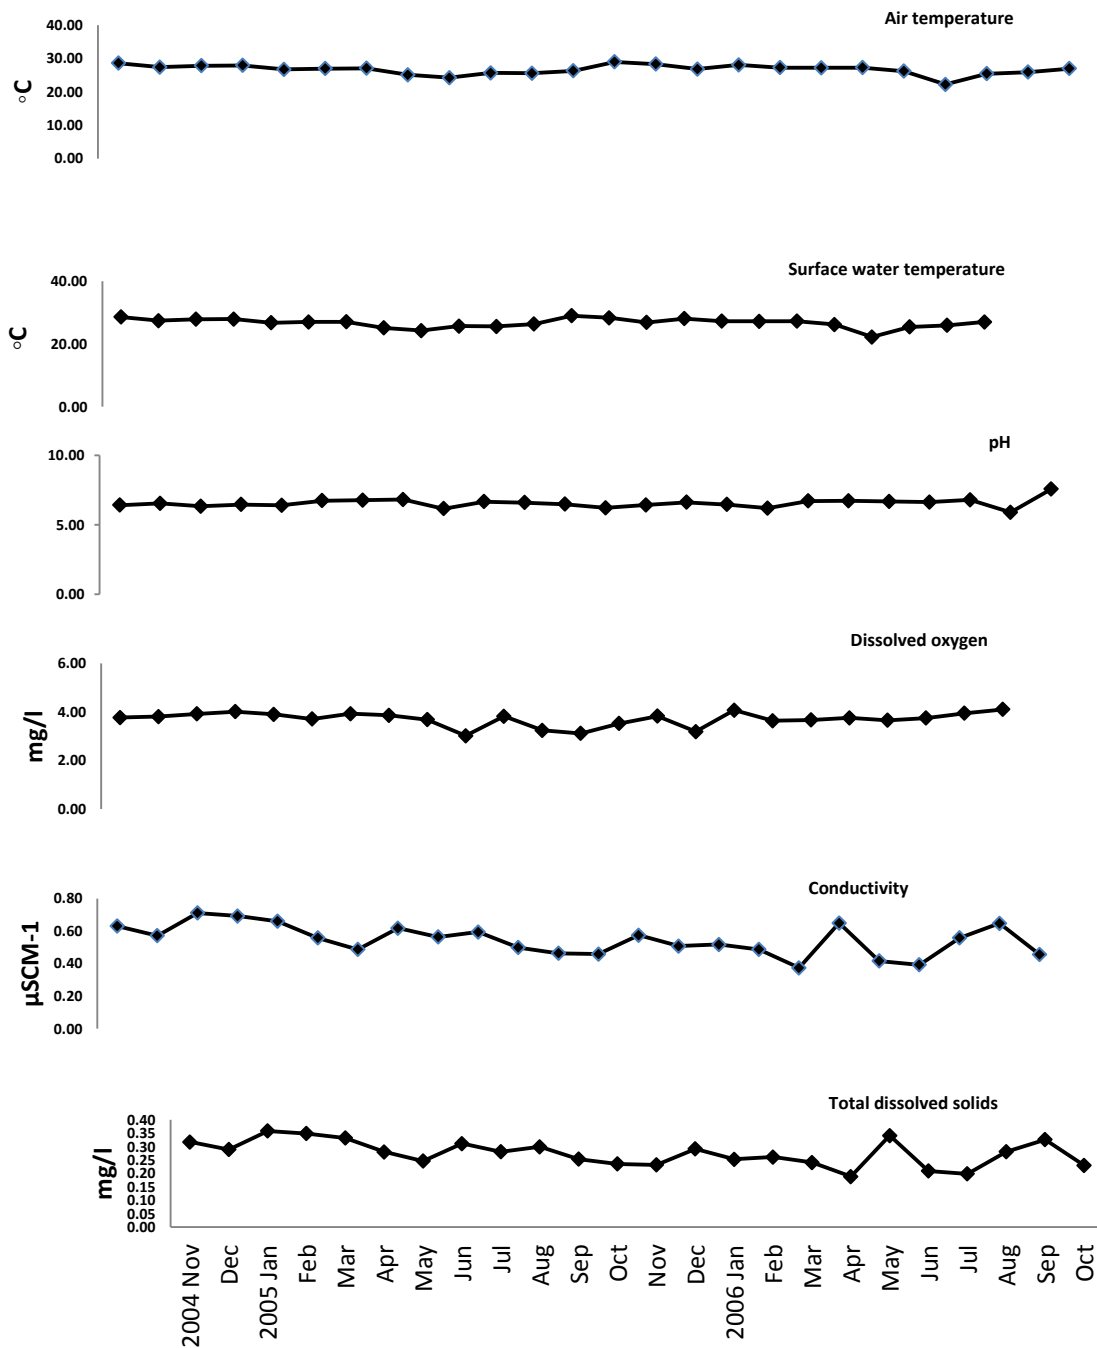 Air temperature
40.00
30.00
20.00
10.00
0.00
°C
Surface water temperature
40.00
20.00
0.00
°C
pH
10.00
5.00
0.00
Dissolved oxygen
6.00
4.00
2.00
0.00
mg/l
Conductivity
0.80
0.60
0.40
0.20
0.00
µSCM-1
Total dissolved solids
0.40
0.35
0.30
0.25
0.20
0.15
0.10
0.05
0.00
mg/l
2004 Nov
Dec
2005 Jan
Feb
Mar
Apr
May
Jun
Jul
Aug
Sep
Oct
Nov
Dec
2006 Jan
Feb
Mar
Apr
May
Jun
Jul
Aug
Sep
Oct